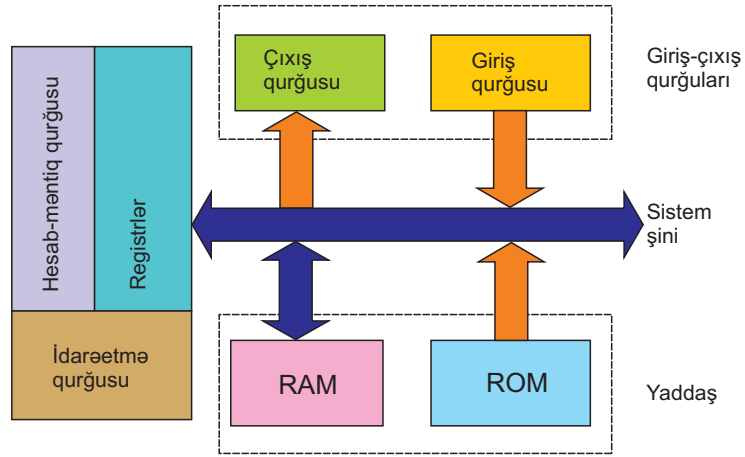 Hesab-məntiq qurğusu
Registrlər
İdarəetmə
qurğusu
Çıxış
qurğusu
Giriş
qurğusu
Giriş-çıxış
qurğuları
Sistem
şini
RAM
ROM
Yaddaş